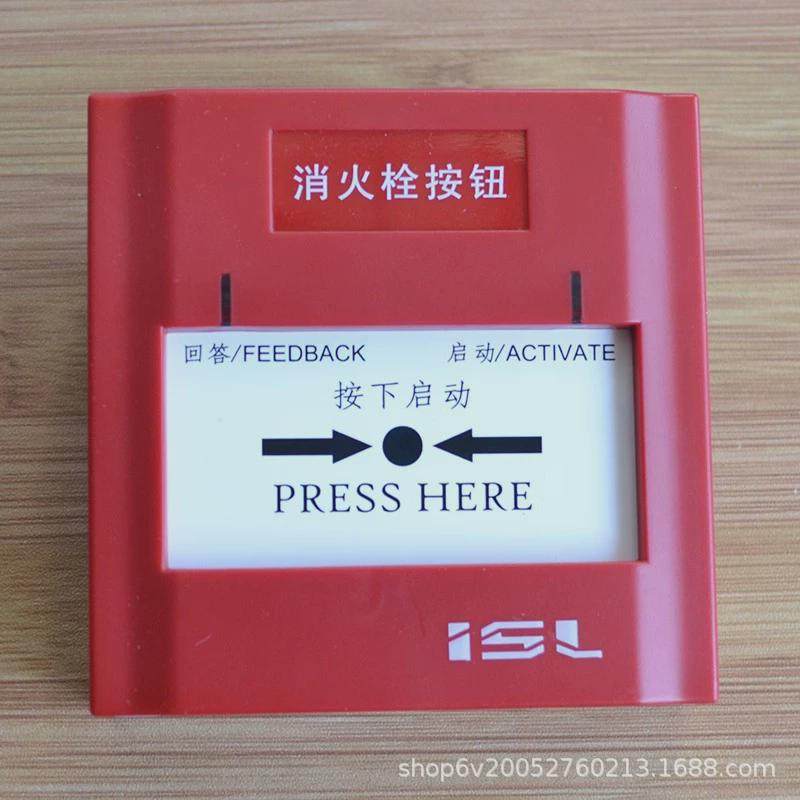 消火栓按钮
回答/FEEDBACK 启动/ACTIVATE
按下启动
PRESS HERE
ISL
shop6v20052760213.1688.com